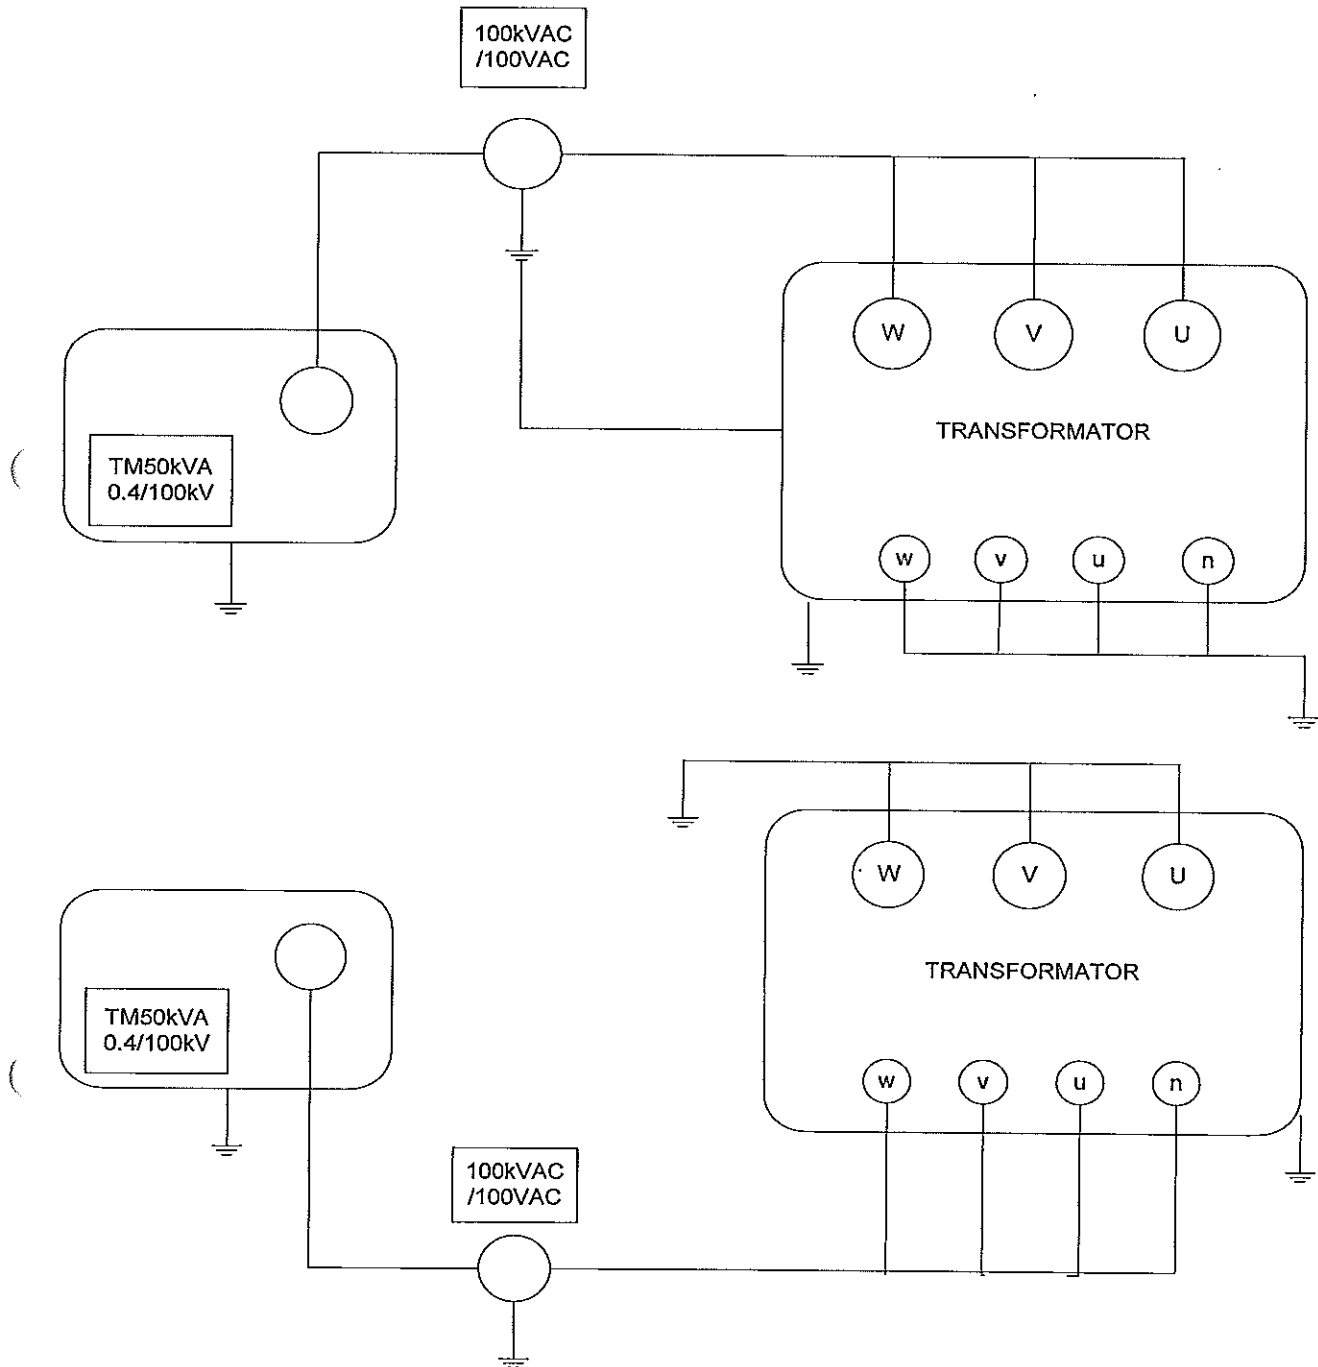 100kVAC
/100VAC
W V U
TRANSFORMATOR
TM50kVA
0.4/100kV
w v u n
W V U
TRANSFORMATOR
TM50kVA
0.4/100kV
w v u n
100kVAC
/100VAC